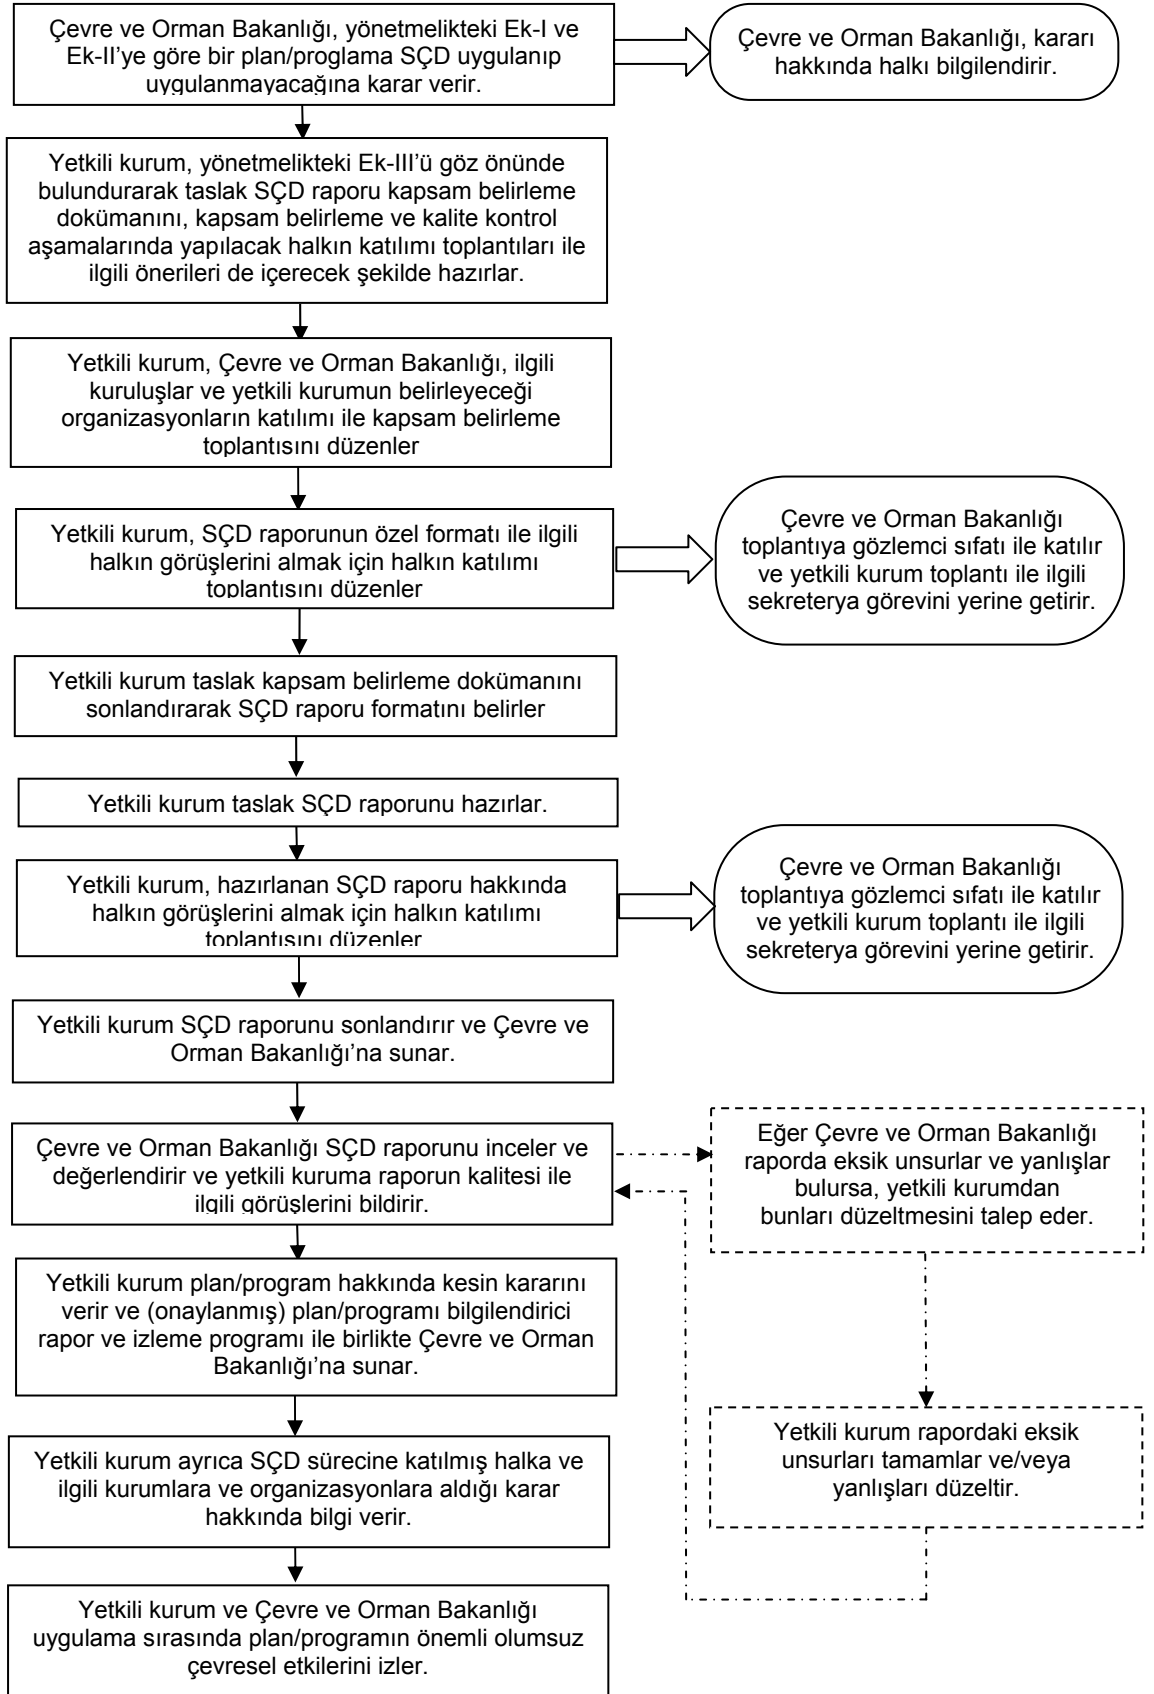 Çevre ve Orman Bakanlığı, yönetmelikteki Ek-I ve
Ek-II’ye göre bir plan/proglama SÇD uygulanıp
uygulanmayacağına karar verir.
Çevre ve Orman Bakanlığı, kararı
hakkında halkı bilgilendirir.
Yetkili kurum, yönetmelikteki Ek-III’ü göz önünde
bulundurarak taslak SÇD raporu kapsam belirleme
dokümanını, kapsam belirleme ve kalite kontrol
aşamalarında yapılacak halkın katılımı toplantıları ile
ilgili önerileri de içerecek şekilde hazırlar.
Yetkili kurum, Çevre ve Orman Bakanlığı, ilgili
kuruluşlar ve yetkili kurumun belirleyeceği
organizasyonların katılımı ile kapsam belirleme
toplantısını düzenler
Yetkili kurum, SÇD raporunun özel formatı ile ilgili
halkın görüşlerini almak için halkın katılımı
toplantısını düzenler
Çevre ve Orman Bakanlığı
toplantıya gözlemci sıfatı ile katılır
ve yetkili kurum toplantı ile ilgili
sekreterya görevini yerine getirir.
Yetkili kurum taslak kapsam belirleme dokümanını
sonlandırarak SÇD raporu formatını belirler
Yetkili kurum taslak SÇD raporunu hazırlar.
Yetkili kurum, hazırlanan SÇD raporu hakkında
halkın görüşlerini almak için halkın katılımı
toplantısını düzenler
Çevre ve Orman Bakanlığı
toplantıya gözlemci sıfatı ile katılır
ve yetkili kurum toplantı ile ilgili
sekreterya görevini yerine getirir.
Yetkili kurum SÇD raporunu sonlandırır ve Çevre ve
Orman Bakanlığı’na sunar.
Çevre ve Orman Bakanlığı SÇD raporunu inceler ve
değerlendirir ve yetkili kuruma raporun kalitesi ile
ilgili görüşlerini bildirir.
Eğer Çevre ve Orman Bakanlığı
raporda eksik unsurlar ve yanlışlar
bulursa, yetkili kurumdan
bunları düzeltmesini talep eder.
Yetkili kurum plan/program hakkında kesin kararını
verir ve (onaylanmış) plan/programı bilgilendirici
rapor ve izleme programı ile birlikte Çevre ve Orman
Bakanlığı’na sunar.
Yetkili kurum rapordaki eksik
unsurları tamamlar ve/veya
yanlışları düzeltir.
Yetkili kurum ayrıca SÇD sürecine katılmış halka ve
ilgili kurumlara ve organizasyonlara aldığı karar
hakkında bilgi verir.
Yetkili kurum ve Çevre ve Orman Bakanlığı
uygulama sırasında plan/programın önemli olumsuz
çevresel etkilerini izler.